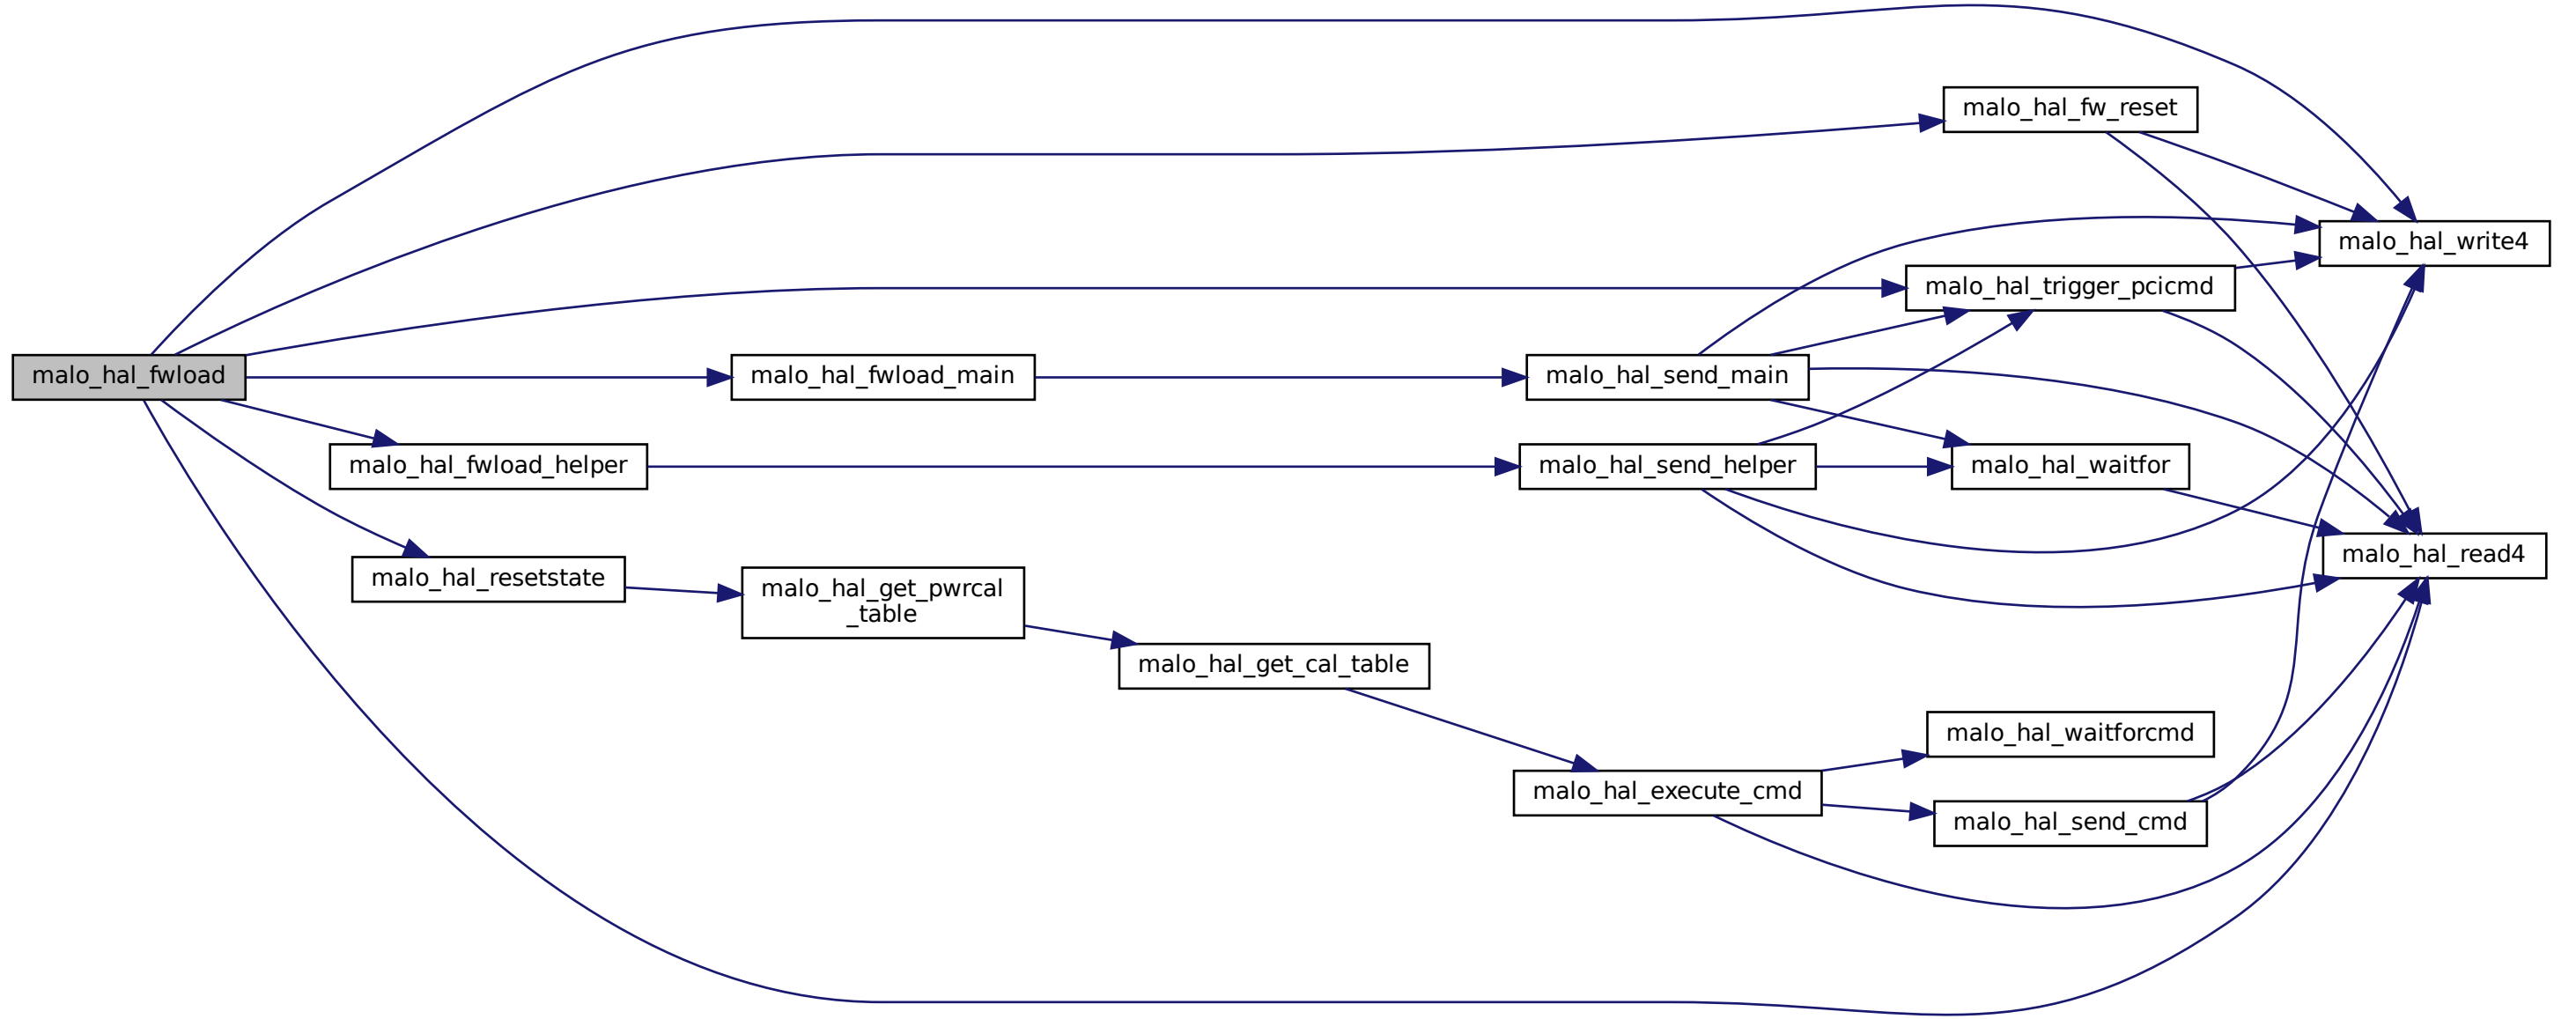 malo_hal_fw_reset
malo_hal_write4
malo_hal_trigger_pcicmd
malo_hal_fwload
malo_hal_fwload_main
malo_hal_send_main
malo_hal_fwload_helper
malo_hal_send_helper
malo_hal_waitfor
malo_hal_read4
malo_hal_resetstate
malo_hal_get_pwrcal
_table
malo_hal_get_cal_table
malo_hal_waitforcmd
malo_hal_execute_cmd
malo_hal_send_cmd